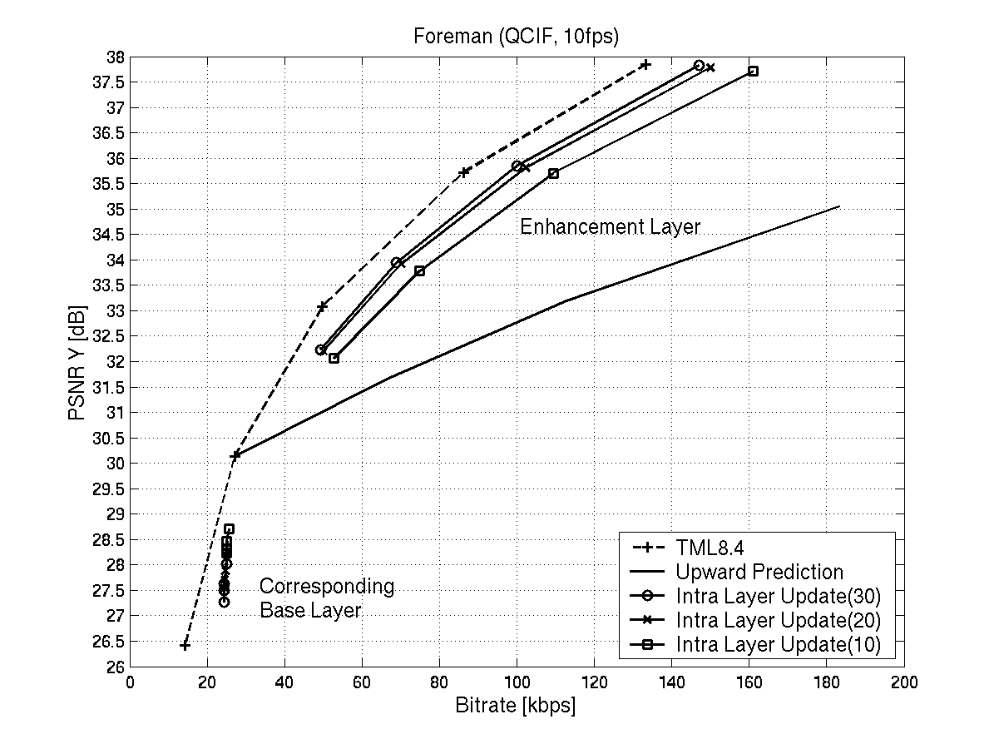 Foreman (QCIF, 10fps)
38
37.5
37
36.5
36
35.5
35
34.5
34
33.5
33
32.5
32
31.5
31
30.5
30
29.5
29
28.5
28
27.5
27
26.5
26
PSNR Y [dB]
Enhancement Layer
Corresponding
Base Layer
TML8.4
Upward Prediction
Intra Layer Update(30)
Intra Layer Update(20)
Intra Layer Update(10)
0 20 40 60 80 100 120 140 160 180 200
Bitrate [kbps]